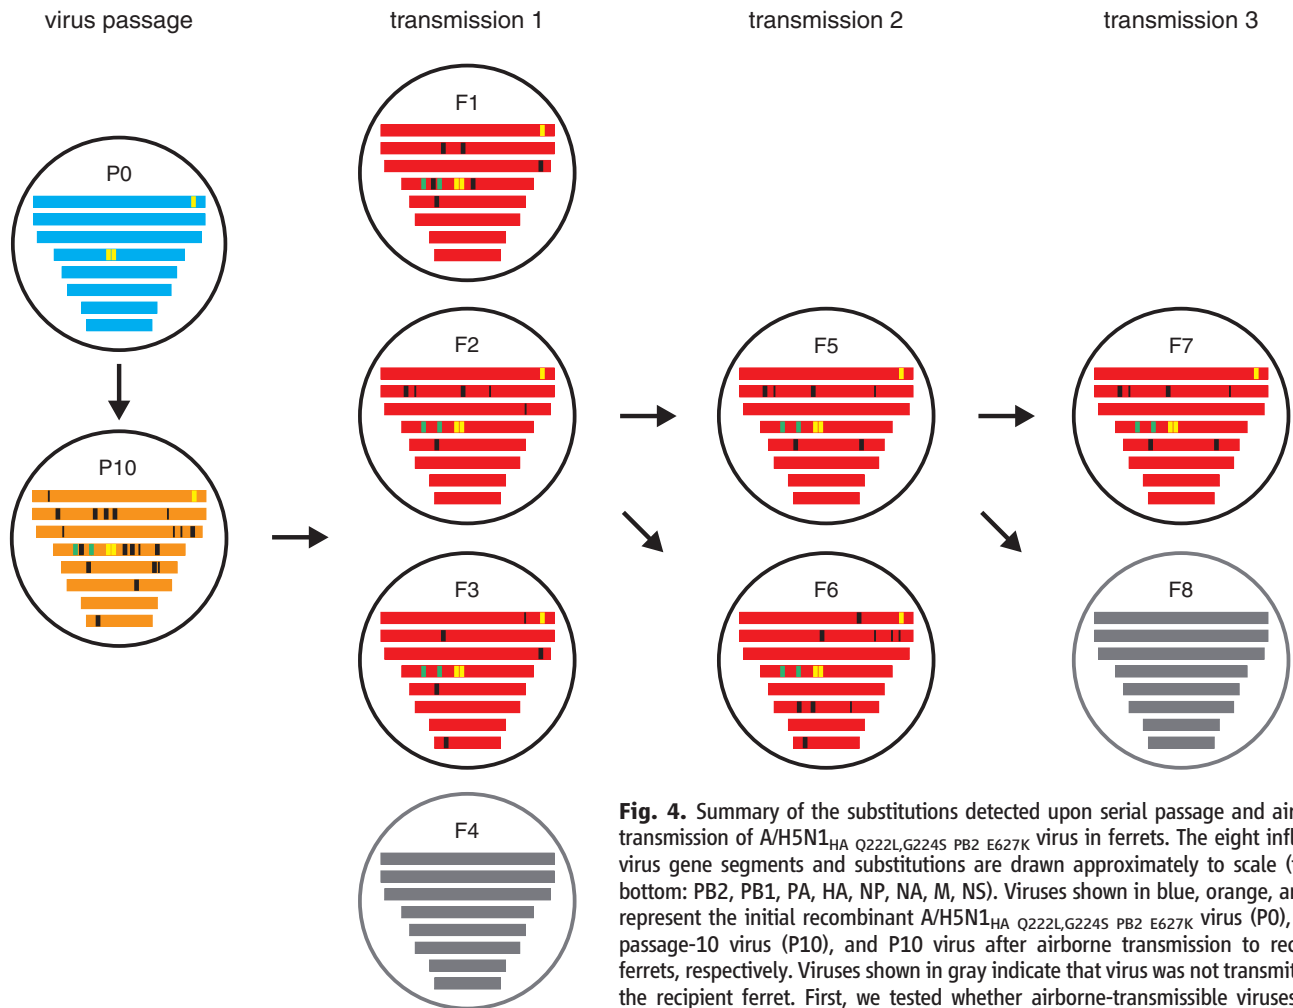 virus passage
transmission 1
transmission 2
transmission 3
F1
P0
F2
F5
F7
P10
F3
F6
F8
F4
Fig. 4. Summary of the substitutions detected upon serial passage and
transmission of A/H5N1HA Q222L,G224S PB2 E627K virus in ferrets. The eight
virus gene segments and substitutions are drawn approximately to scale
bottom: PB2, PB1, PA, HA, NP, NA, M, NS). Viruses shown in blue, orange,
represent the initial recombinant A/H5N1HA Q222L,G224S PB2 E627K virus (P0),
passage-10 virus (P10), and P10 virus after airborne transmission to
ferrets, respectively. Viruses shown in gray indicate that virus was not
the recipient ferret. First, we tested whether airborne-transmissible viruses